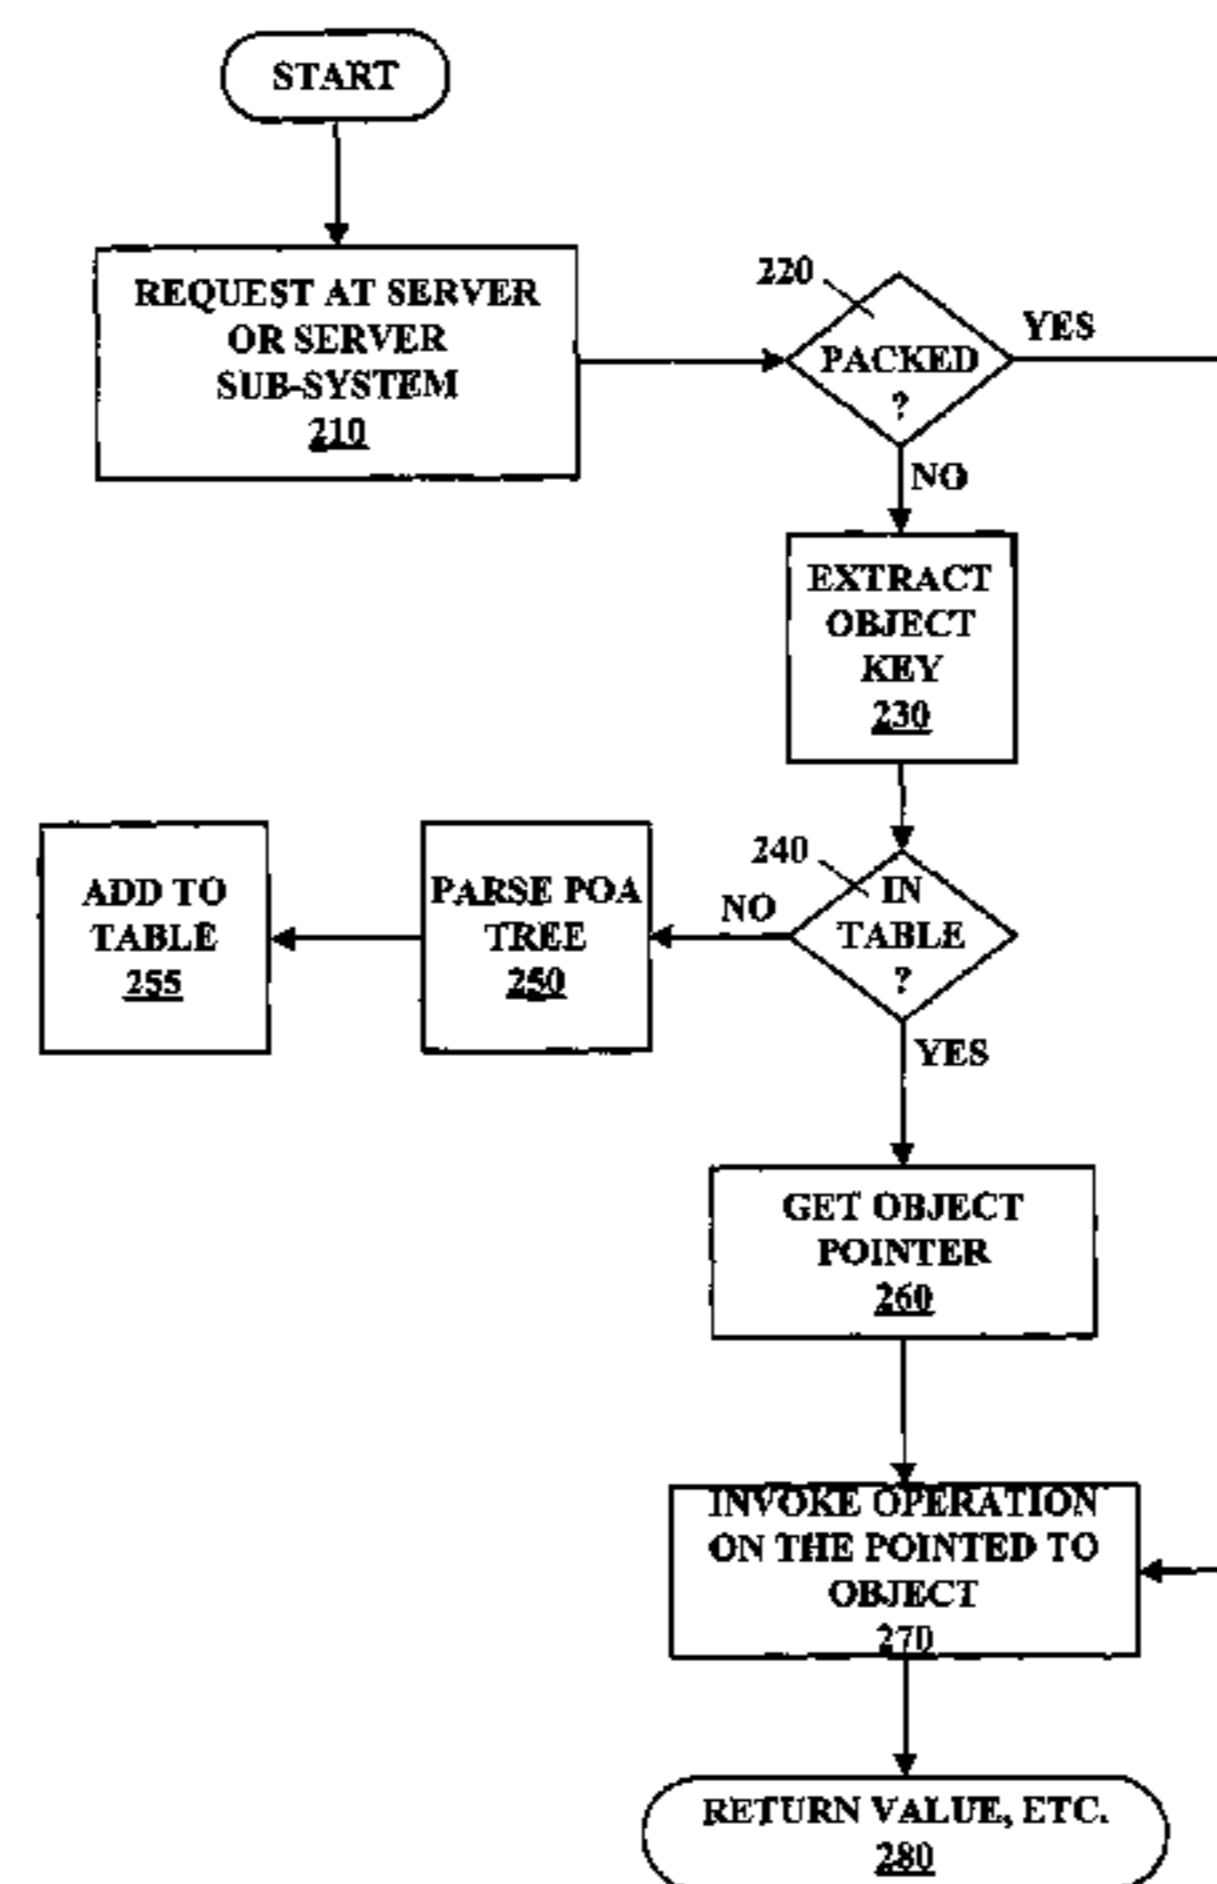 START
REQUEST AT SERVER
OR SERVER
SUB-SYSTEM
210
220
PACKED
?
YES
NO
EXTRACT
OBJECT
KEY
230
240
IN
TABLE
?
NO
PARSE POA
TREE
250
ADD TO
TABLE
255
YES
GET OBJECT
POINTER
260
INVOKE OPERATION
ON THE POINTED TO
OBJECT
270
RETURN VALUE, ETC.
280